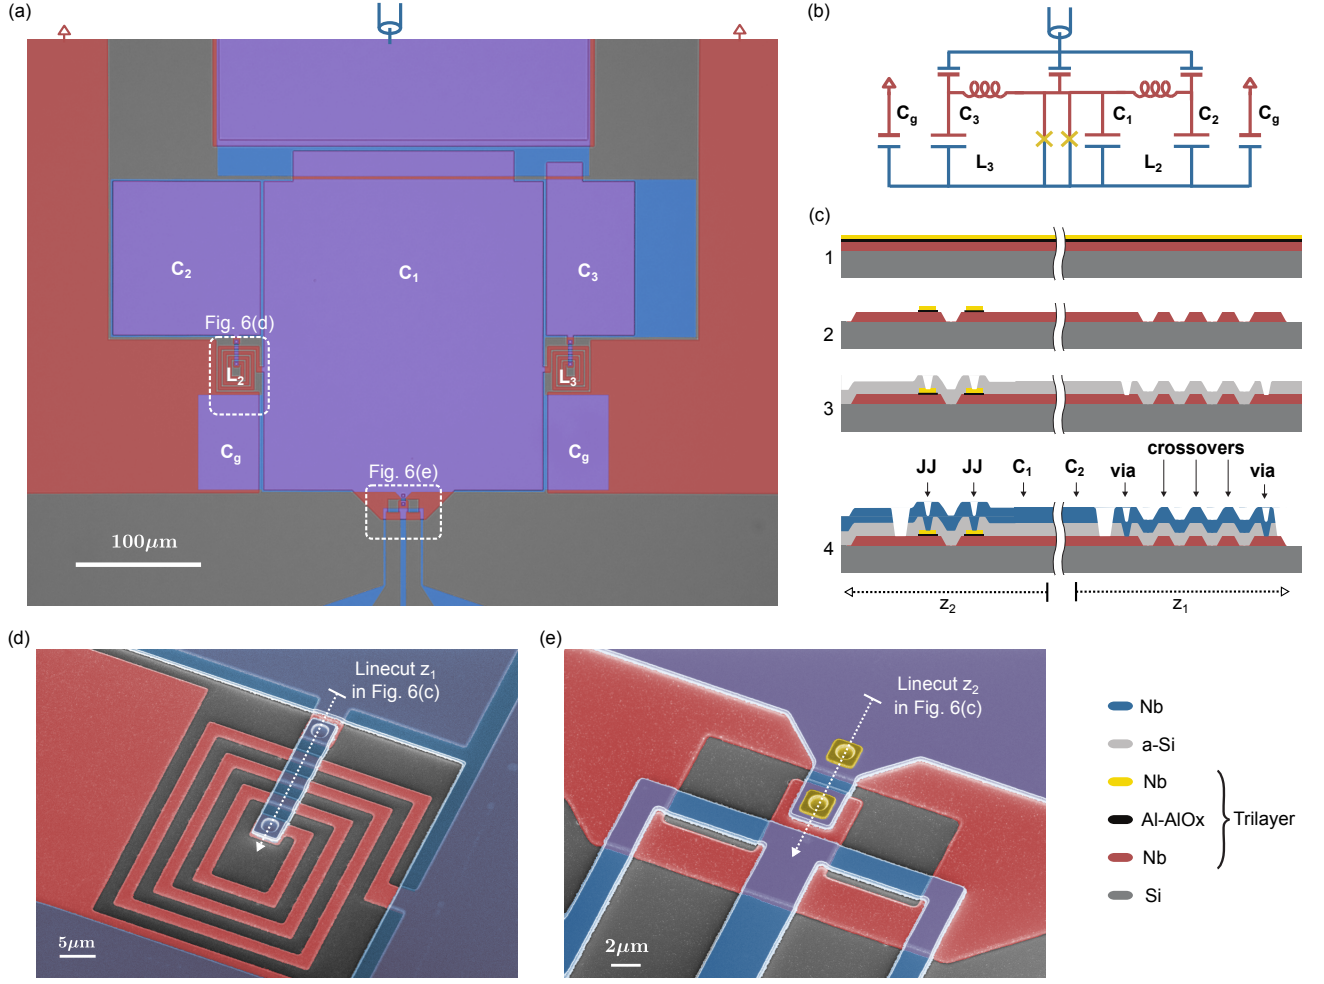 (a)
C₂
C₁
C₃
Fig. 6(d)
L₂
L₃
Cg
Fig. 6(e)
Cg
100μm
(b)
Cg
C₃
C₁
C₂
Cg
L₃
L₂
(c)
1
2
3
crossovers
JJ JJ C₁ C₂ via via
4
z₂ z₁
(d)
Linecut z₁
in Fig. 6(c)
5μm
(e)
Linecut z₂
in Fig. 6(c)
2μm
Nb
a-Si
Nb
Al-AlOx
Trilayer
Nb
Si